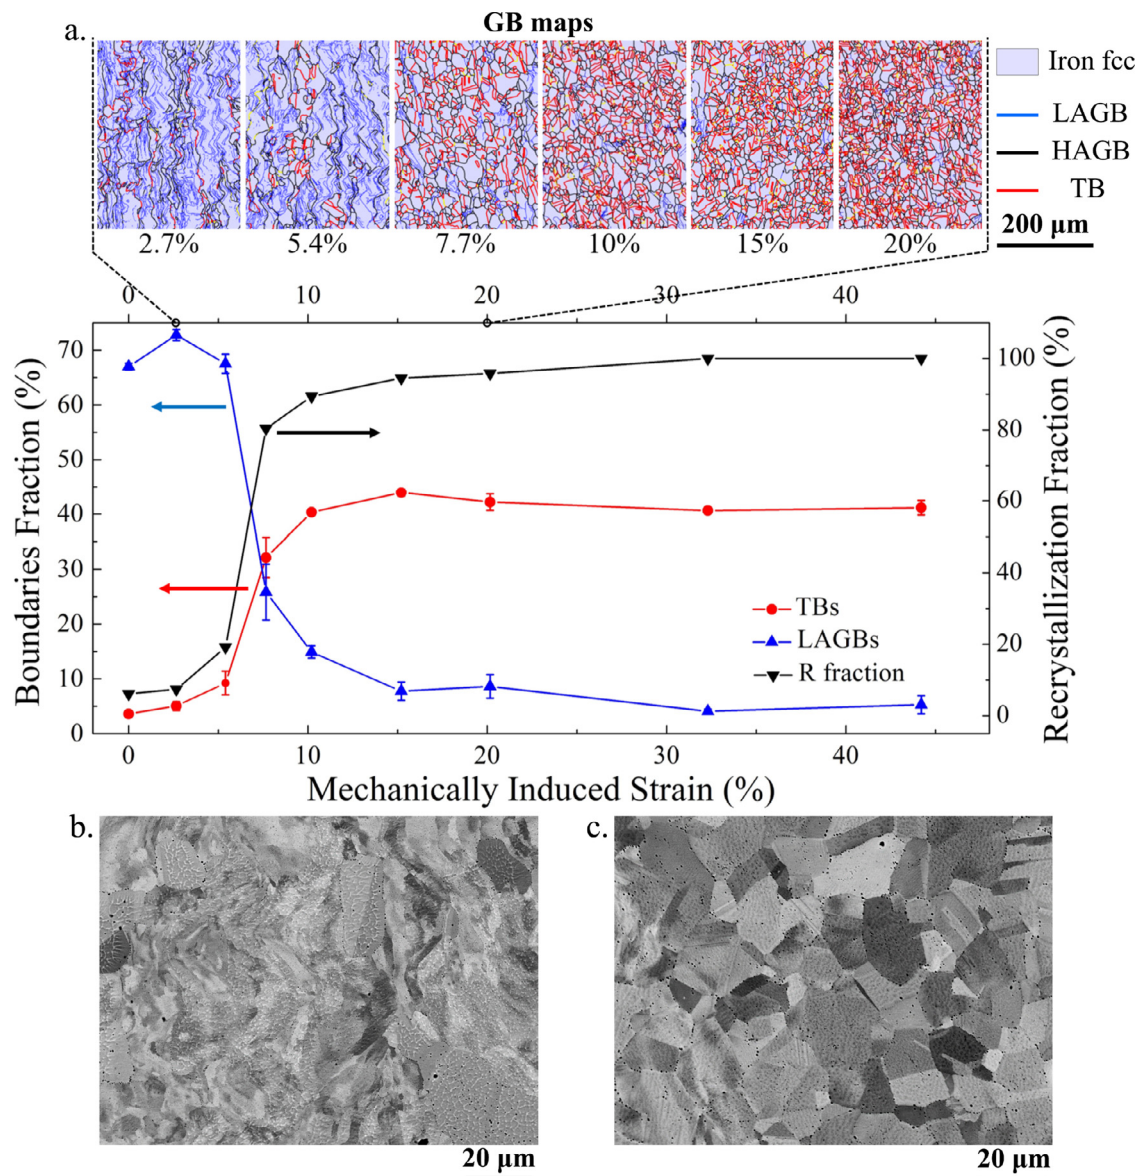 a.
GB maps
Iron fcc
LAGB
HAGB
TB
200 µm
2.7% 5.4% 7.7% 10% 15% 20%
0 10 20 30 40
Boundaries Fraction (%)
70
60
50
40
30
20
10
0
100
80
60
40
20
0
Recrystallization Fraction (%)
TBs
LAGBs
R fraction
0 10 20 30 40
Mechanically Induced Strain (%)
b.
20 µm
c.
20 µm